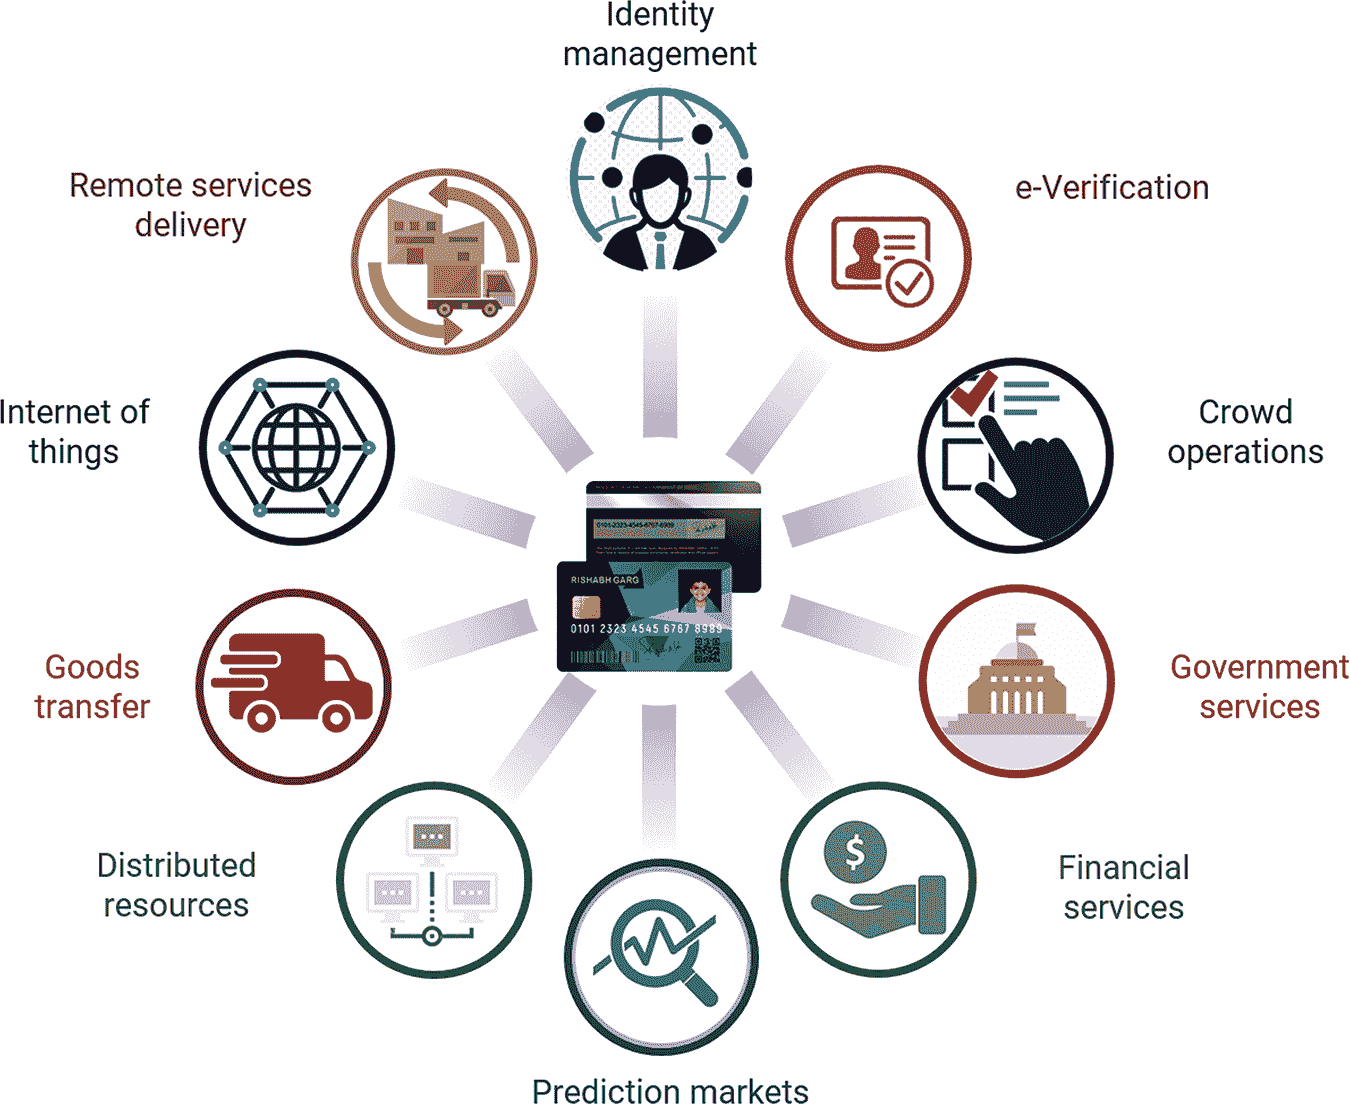 Identity
management
Remote services
delivery
e-Verification
Internet of
things
Crowd
operations
0101-2323-4545-6767-8989
RISHABH GARG
0101 2323 4545 6767 8989
Goods
transfer
Government
services
$
Distributed
resources
Financial
services
Prediction markets